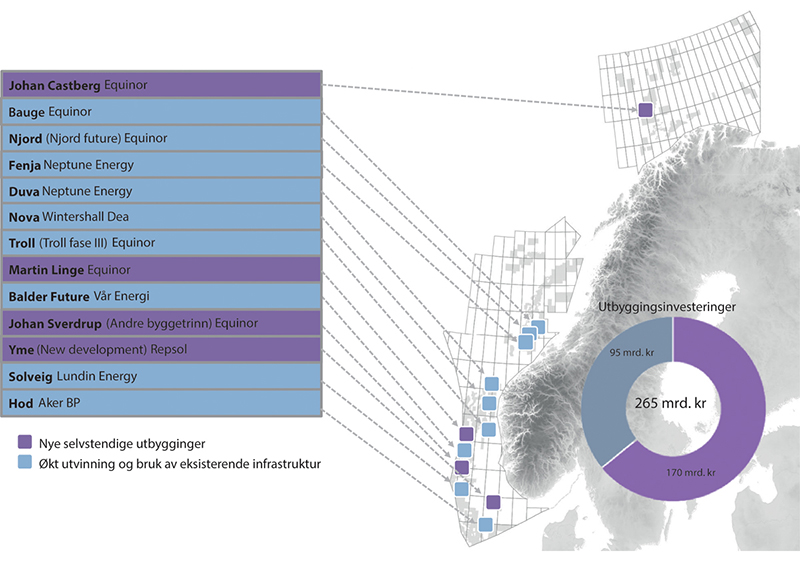 Johan Castberg Equinor
Bauge Equinor
Njord (Njord future) Equinor
Fenja Neptune Energy
Duva Neptune Energy
Nova Wintershall Dea
Troll (Troll fase III) Equinor
Martin Linge Equinor
Balder Future Vår Energi
Johan Sverdrup (Andre byggetrinn) Equinor
Yme (New development) Repsol
Solveig Lundin Energy
Hod Aker BP
Nye selvstendige utbygginger
Økt utvinning og bruk av eksisterende infrastruktur
Utbyggingsinvesteringer
95 mrd. kr
265 mrd. kr
170 mrd. kr